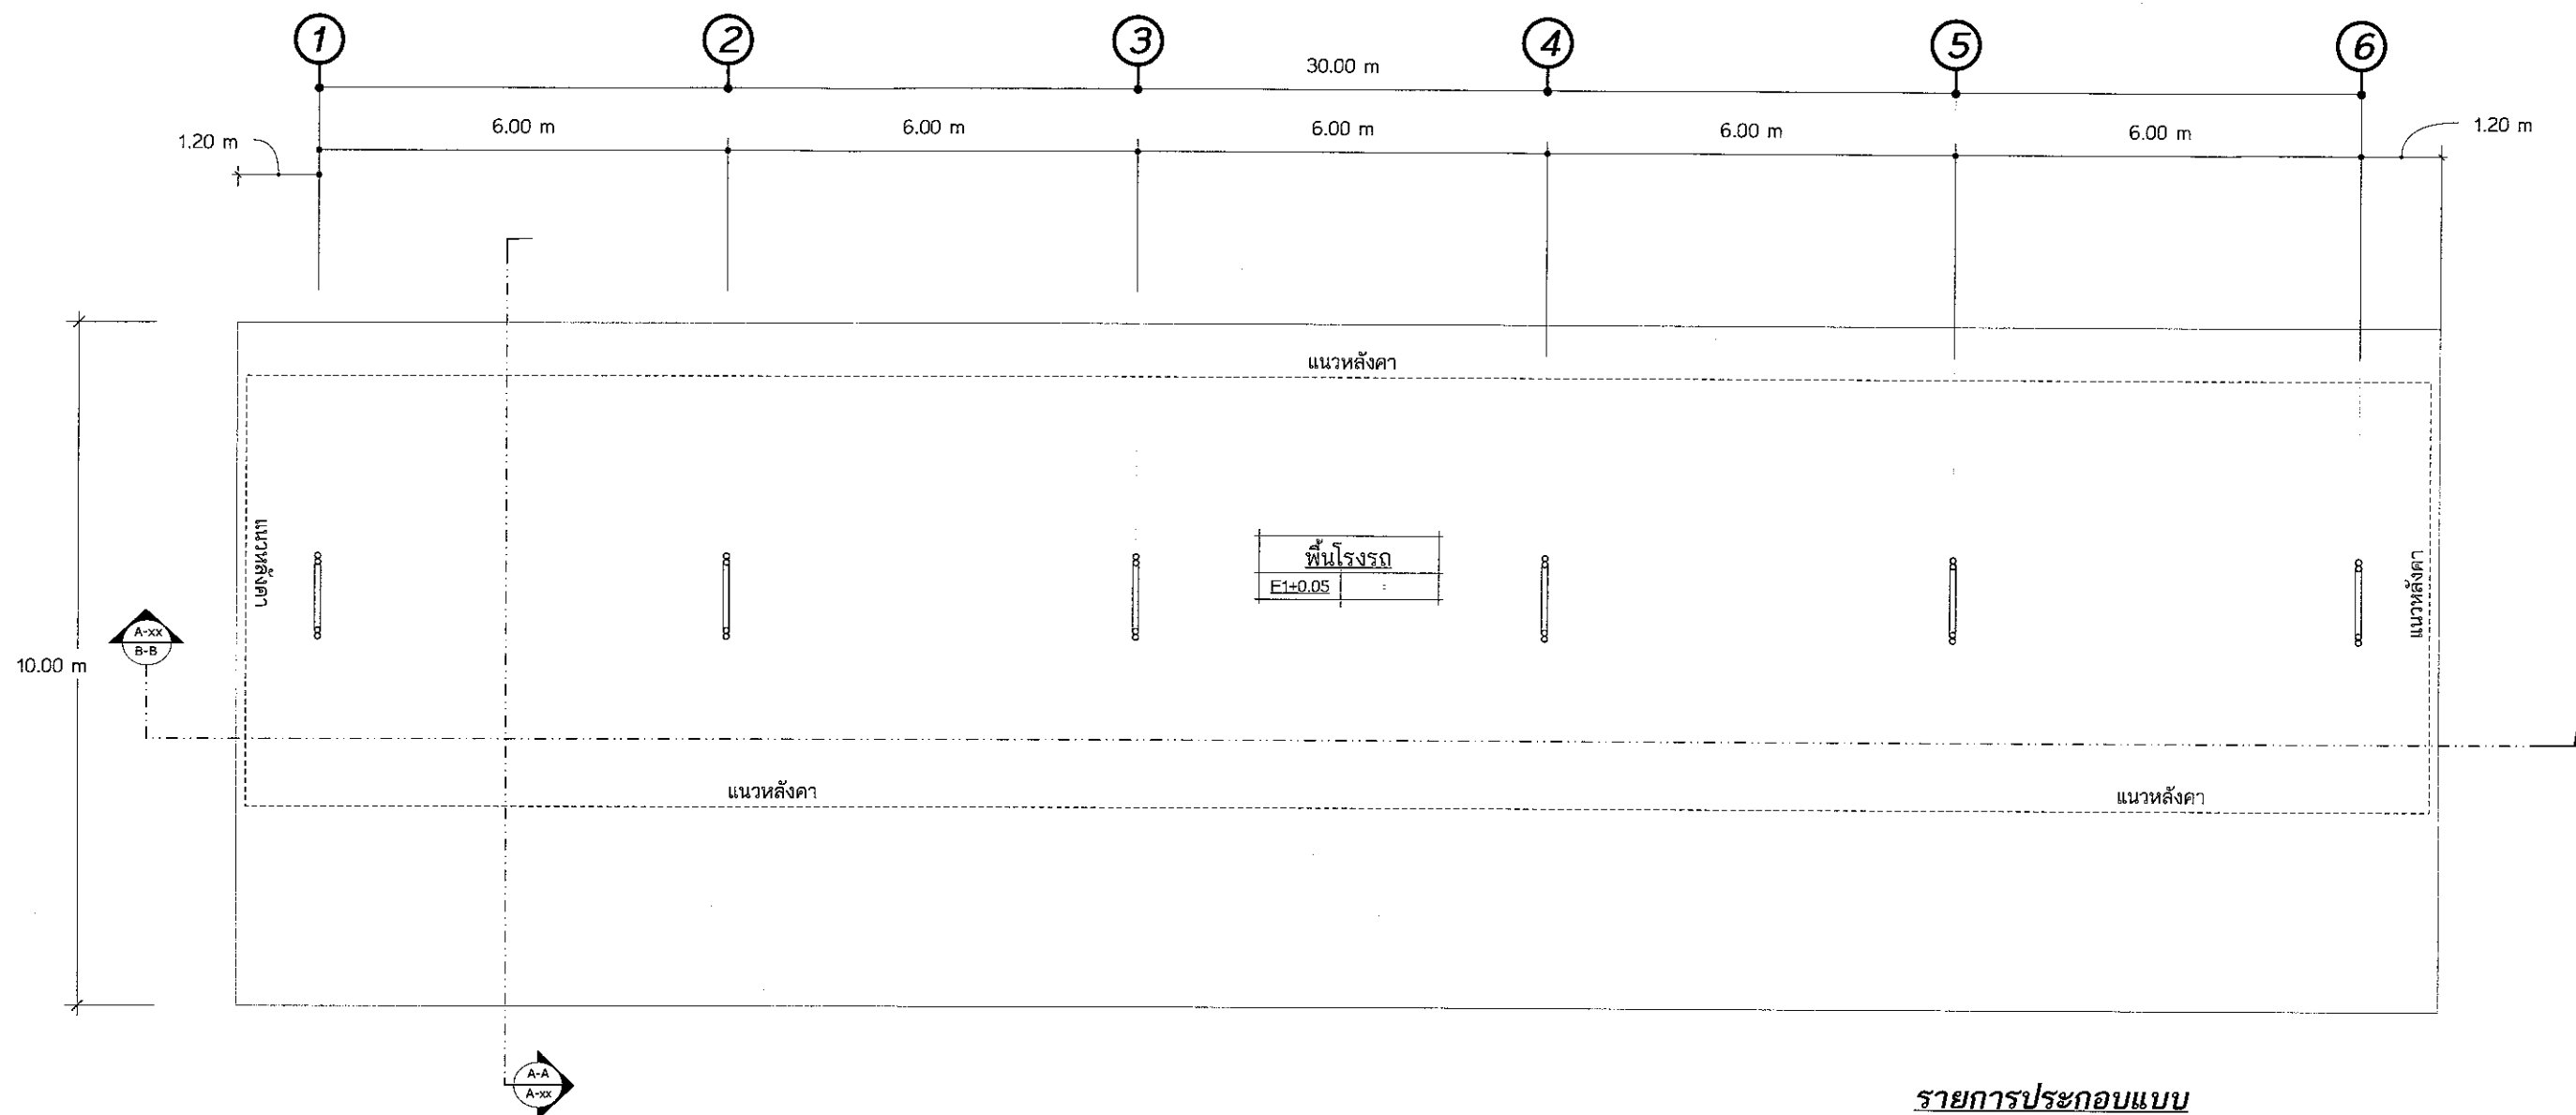 1 2 3 4 5 6
30.00 m
6.00 m 6.00 m 6.00 m 6.00 m 6.00 m
1.20 m 1.20 m
แนวหลังคา
แนวหลังคา
พื้นโรงรถ
E1+0.05
แนวหลังคา
A-xx
B-B
10.00 m
แนวหลังคา แนวหลังคา
A-A
A-xx
รายการประกอบแบบ